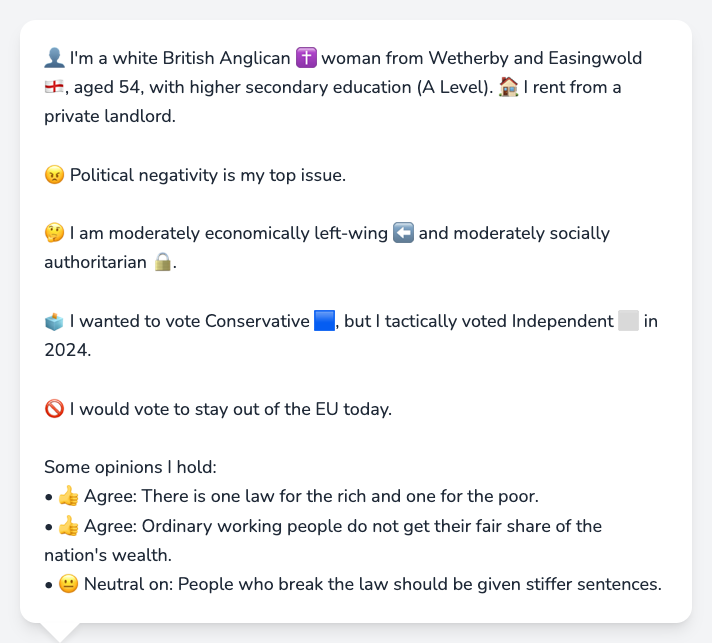 👤 I'm a white British Anglican ✝️ woman from Wetherby and Easingwold
🏴󠁧󠁢󠁥󠁮󠁧󠁿, aged 54, with higher secondary education (A Level). 🏠 I rent from a
private landlord.
😠 Political negativity is my top issue.
🤔 I am moderately economically left-wing ⬅️ and moderately socially
authoritarian 🔒.
🗳️ I wanted to vote Conservative 🟦, but I tactically voted Independent ⬜ in
2024.
🚫 I would vote to stay out of the EU today.
Some opinions I hold:
• 👍 Agree: There is one law for the rich and one for the poor.
• 👍 Agree: Ordinary working people do not get their fair share of the
nation's wealth.
• 😐 Neutral on: People who break the law should be given stiffer sentences.